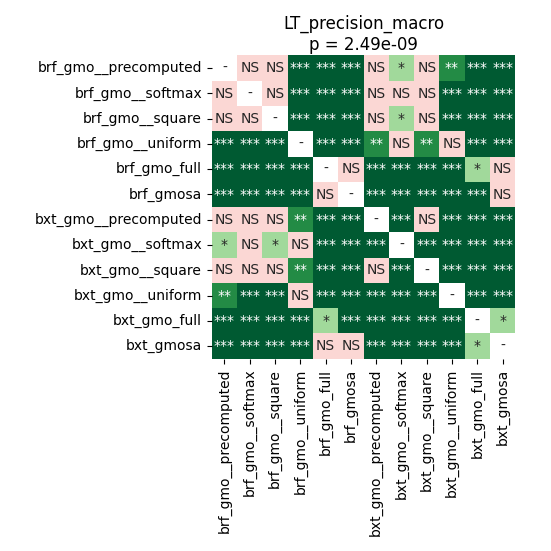 LT_precision_macro
p = 2.49e-09
brf_gmo__precomputed - NS NS *** *** *** NS * NS ** *** ***
brf_gmo__softmax NS - NS *** *** *** NS NS NS *** *** ***
brf_gmo__square NS NS - *** *** *** NS * NS *** *** ***
brf_gmo__uniform *** *** *** - *** *** ** NS ** NS *** ***
brf_gmo_full *** *** *** *** - NS *** *** *** *** * NS
brf_gmosa *** *** *** *** NS - *** *** *** *** *** NS
bxt_gmo__precomputed NS NS NS ** *** *** - *** NS *** *** ***
bxt_gmo__softmax * NS * NS *** *** *** - *** *** *** ***
bxt_gmo__square NS NS NS ** *** *** NS *** - *** *** ***
bxt_gmo__uniform ** *** *** NS *** *** *** *** *** - *** ***
bxt_gmo_full *** *** *** *** * *** *** *** *** *** - *
bxt_gmosa *** *** *** *** NS NS *** *** *** *** * -
brf_gmo__precomputed
brf_gmo__softmax
brf_gmo__square
brf_gmo__uniform
brf_gmo_full
brf_gmosa
bxt_gmo__precomputed
bxt_gmo__softmax
bxt_gmo__square
bxt_gmo__uniform
bxt_gmo_full
bxt_gmosa